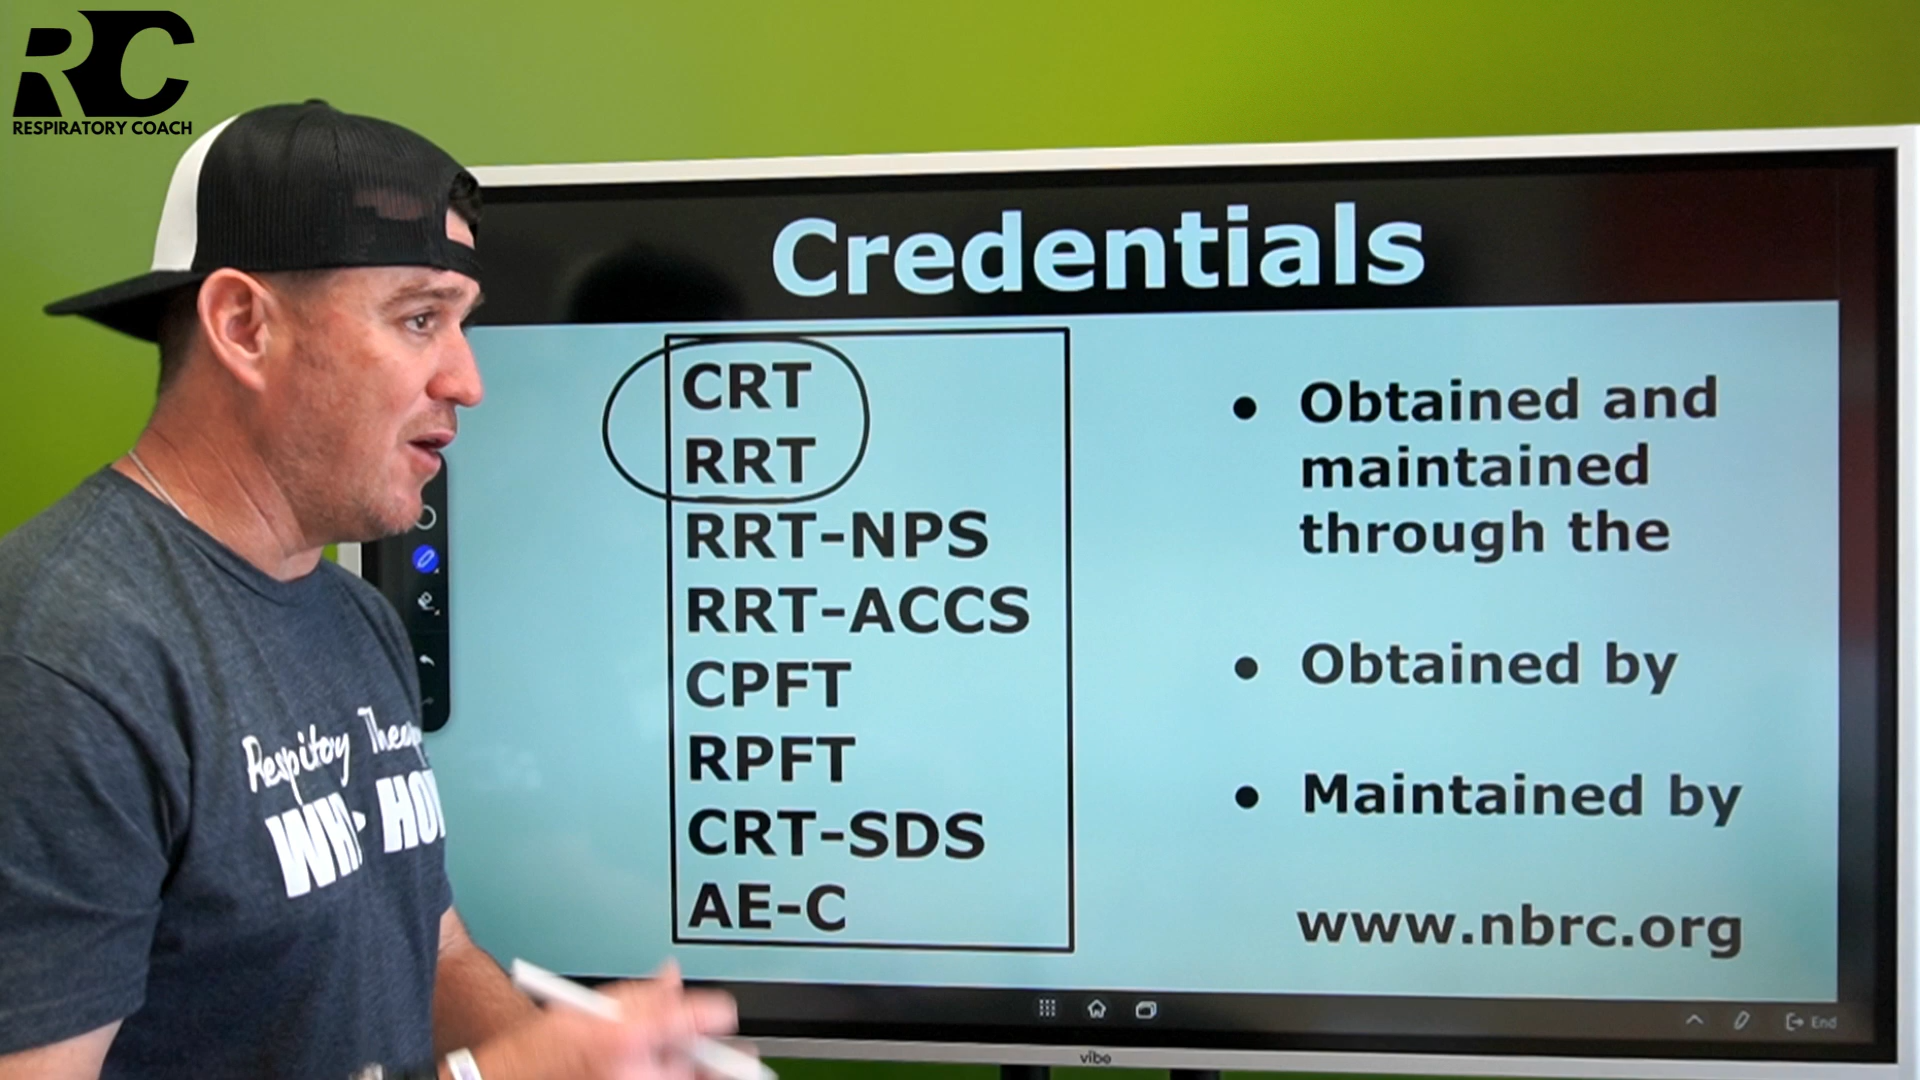 RC
RESPIRATORY COACH
Credentials
CRT
RRT
RRT-NPS
RRT-ACCS
CPFT
RPFT
CRT-SDS
AE-C
• Obtained and
maintained
through the
• Obtained by
• Maintained by
www.nbrc.org
End
vibe
Respitory